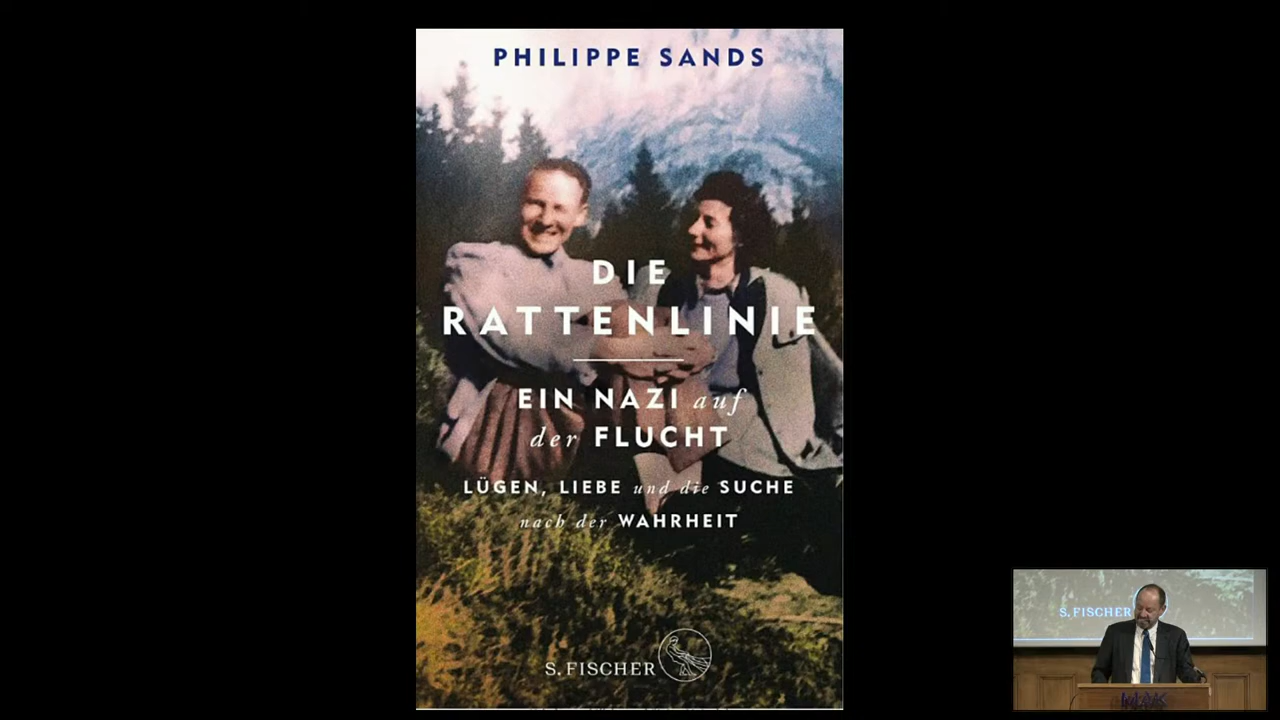 PHILIPPE SANDS
DIE
RATTENLINIE
EIN NAZI auf
der FLUCHT
LÜGEN, LIEBE und die SUCHE
nach der WAHRHEIT
S. FISCHER
S. FISCHER